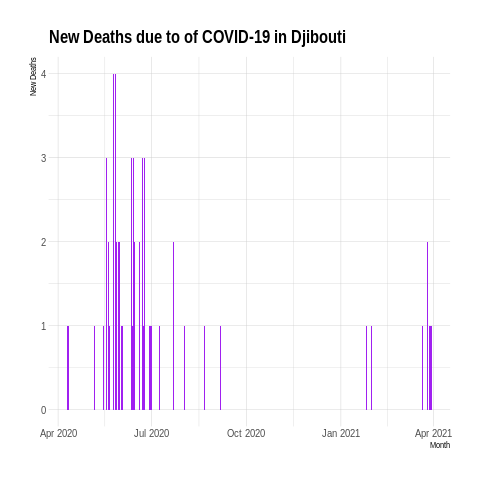 New Deaths due to of COVID-19 in Djibouti
New Deaths
4
3
2
1
0
Apr 2020 Jul 2020 Oct 2020 Jan 2021 Apr 2021
Month